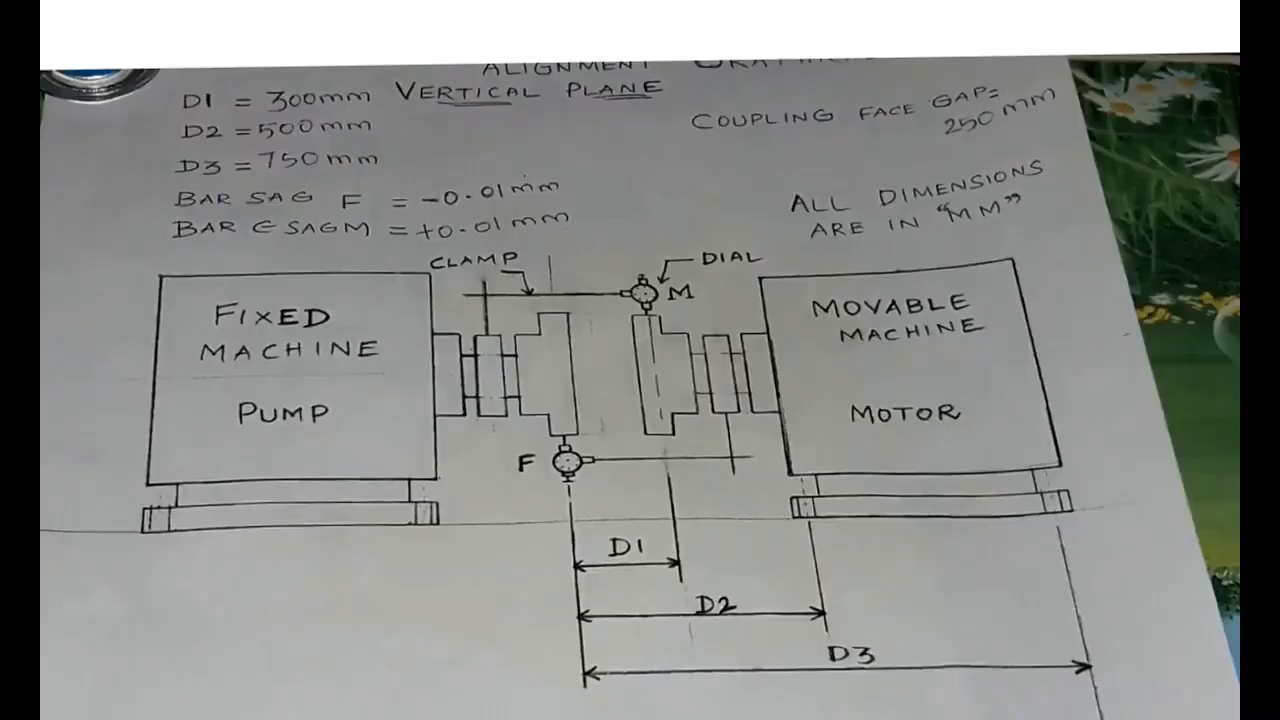 ALIGNMENT
VERTICAL PLANE
D1 = 300mm
D2 = 500mm
D3 = 750mm
BAR SAG F = -0.01mm
BAR SAG M = +0.01mm
COUPLING FACE GAP=
250 mm
ALL DIMENSIONS
ARE IN "MM"
CLAMP
DIAL
M
FIXED
MACHINE
PUMP
MOVABLE
MACHINE
MOTOR
F
D1
D2
D3